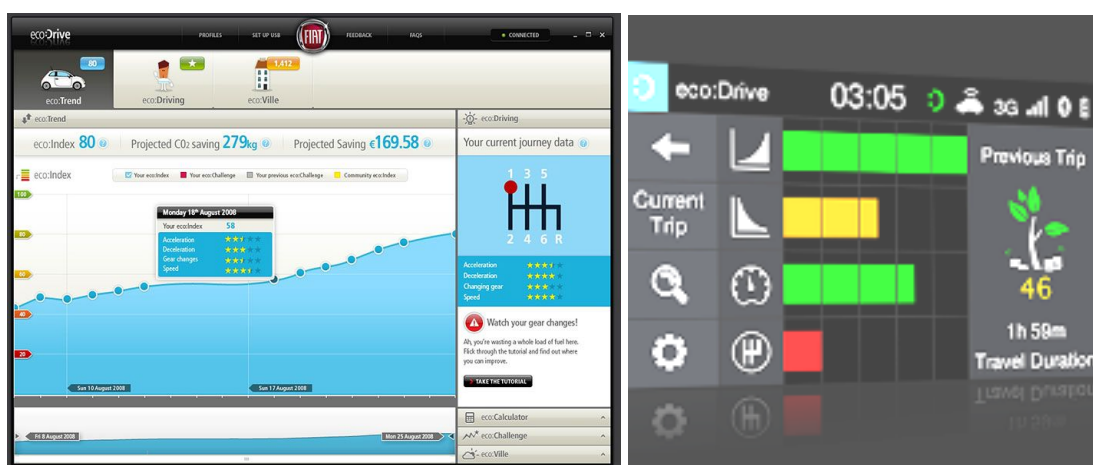 eco:Drive
PROFILES
SET UP USB
FIAT
FEEDBACK
FAQS
CONNECTED
80
eco:Trend
eco:Driving
1,412
eco:Ville
eco:Trend
eco:Index 80
Projected CO2 saving 279kg
Projected Saving €169.58
eco:Index
Your eco:Index
Your eco:Challenge
Your previous eco:Challenge
Community eco:Index
100
80
60
40
20
Monday 18th August 2008
Your eco:Index 58
Acceleration
Deceleration
Gear changes
Speed
Sun 10 August 2008
Sun 17 August 2008
Fri 8 August 2008
Mon 25 August 2008
eco:Driving
Your current journey data
1 3 5
2 4 6 R
Acceleration
Deceleration
Changing gear
Speed
Watch your gear changes!
Ah, you're wasting a whole load of fuel here.
Flick through the tutorial and find out where
you can improve.
> TAKE THE TUTORIAL
eco:Calculator
eco:Challenge
eco:Ville
eco:Drive
03:05
3G
Current
Trip
Previous Trip
46
1h 59m
Travel Duration